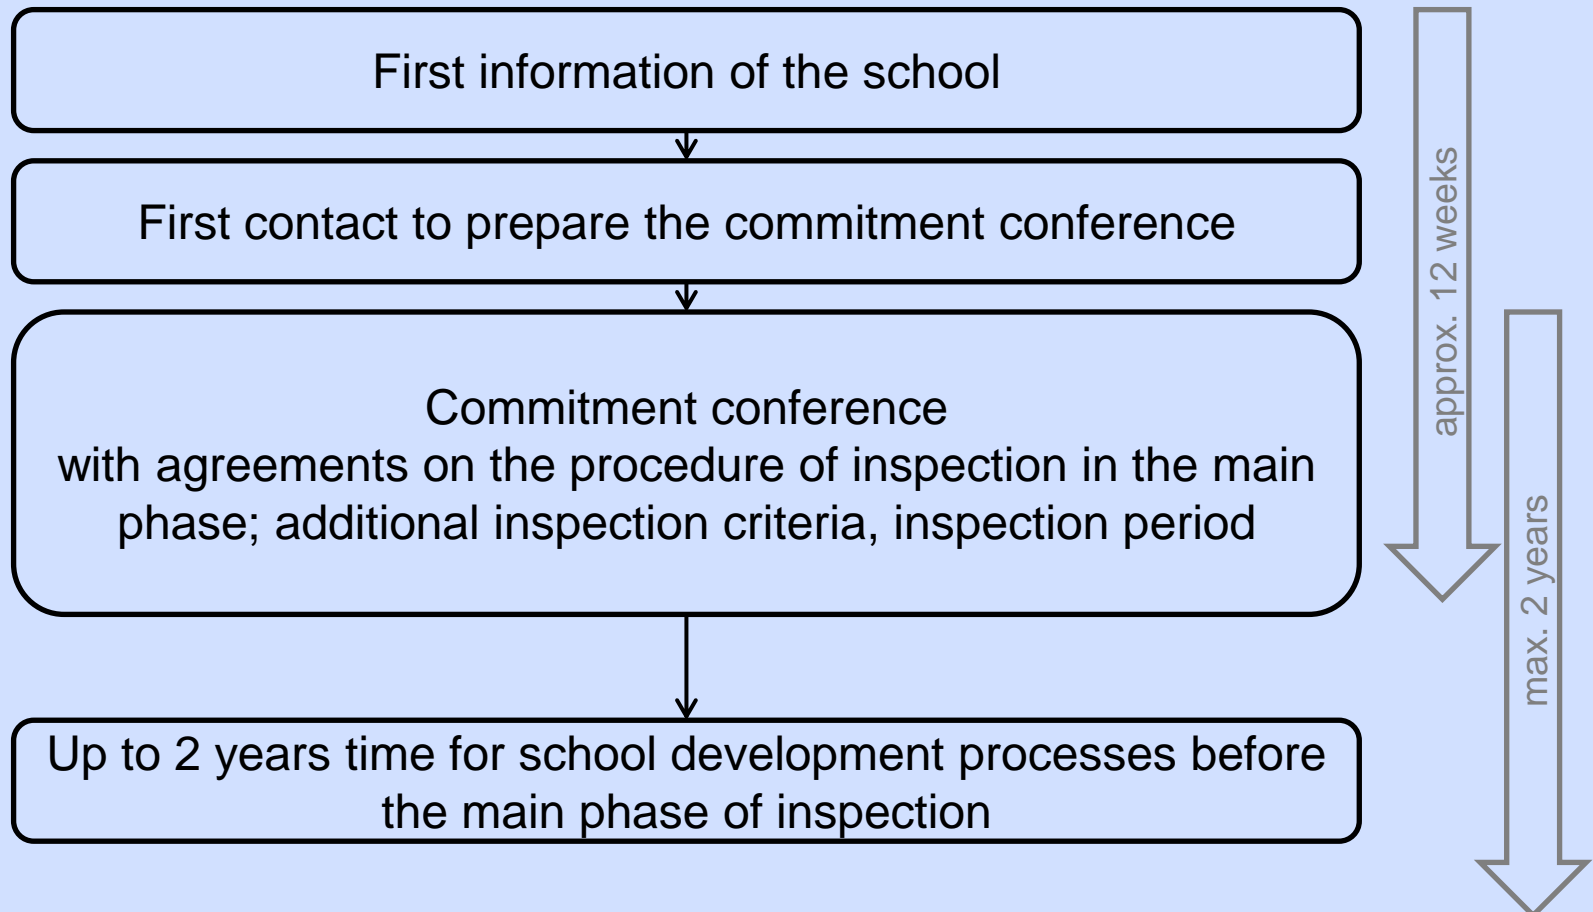 First information of the school
First contact to prepare the commitment conference
Commitment conference
with agreements on the procedure of inspection in the main
phase; additional inspection criteria, inspection period
Up to 2 years time for school development processes before
the main phase of inspection
approx. 12 weeks
max. 2 years